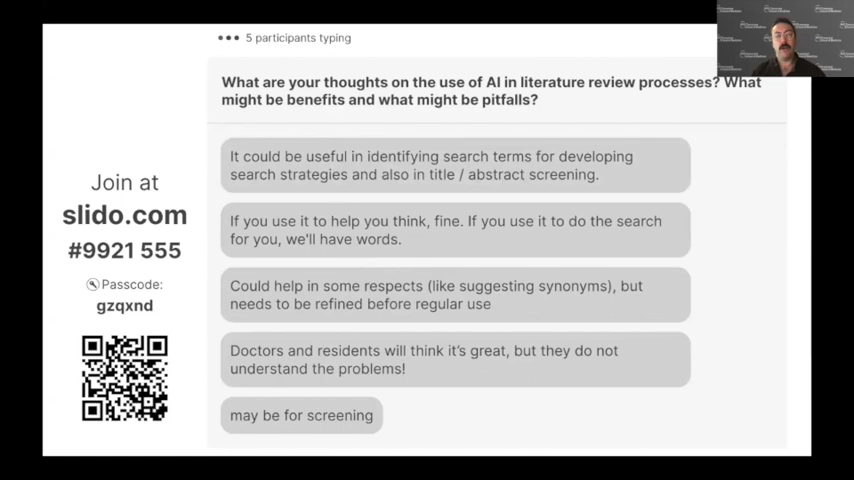 5 participants typing
What are your thoughts on the use of AI in literature review processes? What
might be benefits and what might be pitfalls?
It could be useful in identifying search terms for developing
search strategies and also in title / abstract screening.
If you use it to help you think, fine. If you use it to do the search
for you, we'll have words.
Could help in some respects (like suggesting synonyms), but
needs to be refined before regular use
Doctors and residents will think it’s great, but they do not
understand the problems!
may be for screening
Join at
slido.com
#9921 555
Passcode:
gzqxnd